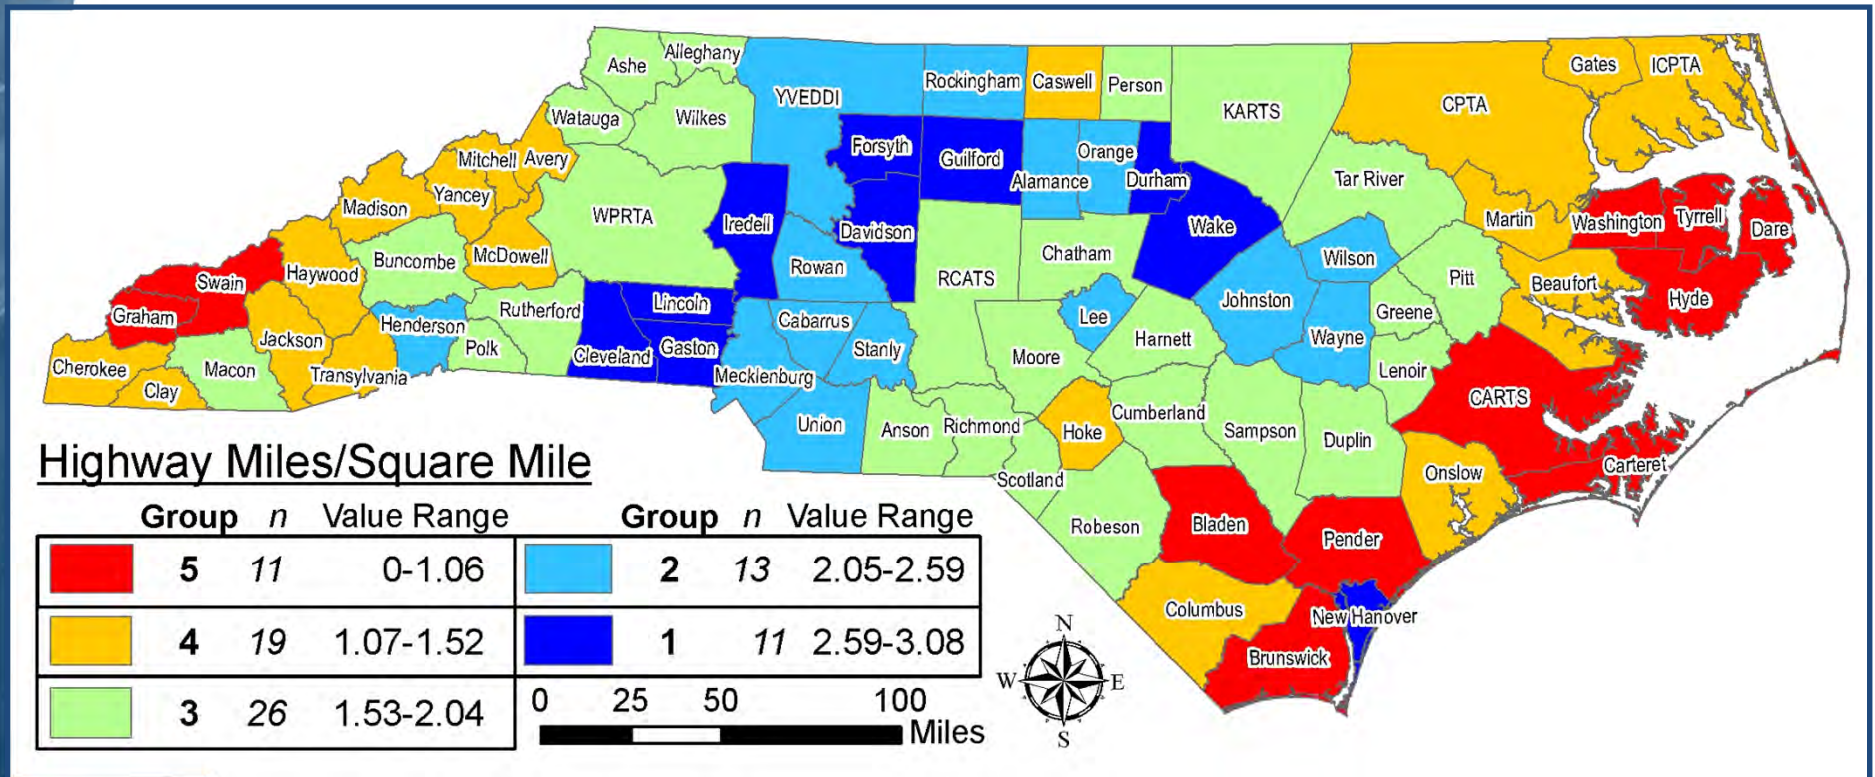 Ashe
Alleghany
Watauga
Wilkes
YVEDDI
Rockingham
Caswell
Person
KARTS
CPTA
Gates
ICPTA
Mitchell
Avery
Yancey
Madison
WPRTA
Iredell
Forsyth
Guilford
Alamance
Orange
Durham
Wake
Tar River
Martin
Washington
Tyrrell
Dare
Swain
Graham
Haywood
Buncombe
McDowell
Davidson
Rowan
RCATS
Chatham
Wilson
Pitt
Beaufort
Hyde
Cherokee
Clay
Macon
Jackson
Transylvania
Henderson
Polk
Rutherford
Cleveland
Lincoln
Gaston
Mecklenburg
Cabarrus
Stanly
Union
Anson
Richmond
Moore
Lee
Harnett
Johnston
Wayne
Greene
Lenoir
CARTS
Hoke
Cumberland
Sampson
Duplin
Onslow
Carteret
Scotland
Robeson
Bladen
Pender
Columbus
New Hanover
Brunswick
Highway Miles/Square Mile
Group n Value Range Group n Value Range
5 11 0-1.06 2 13 2.05-2.59
4 19 1.07-1.52 1 11 2.59-3.08
3 26 1.53-2.04
0 25 50 100
Miles
N
W E
S